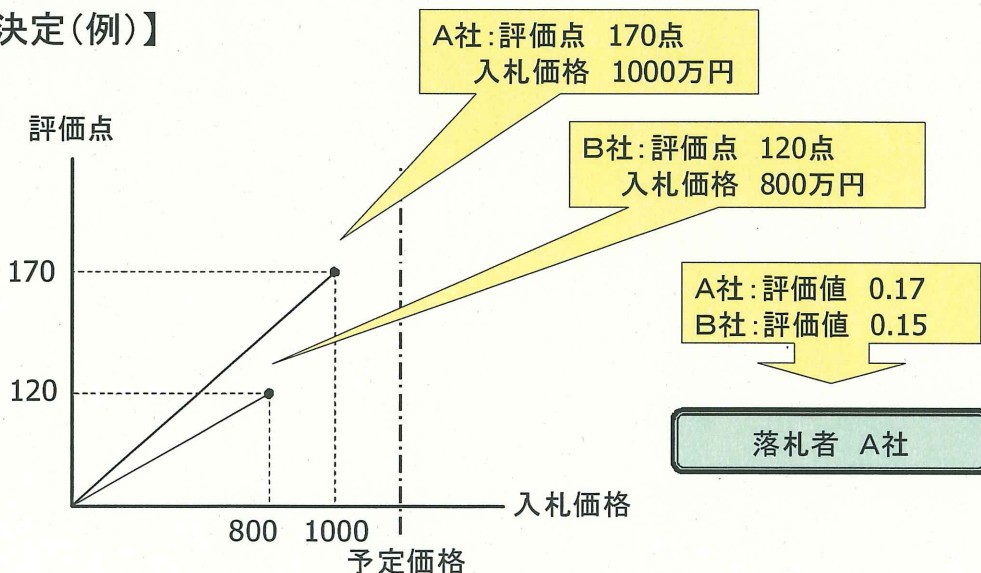 決定(例)】
A社:評価点 170点
入札価格 1000万円
評価点
B社:評価点 120点
入札価格 800万円
170
A社:評価値 0.17
B社:評価値 0.15
120
落札者 A社
入札価格
800 1000
予定価格